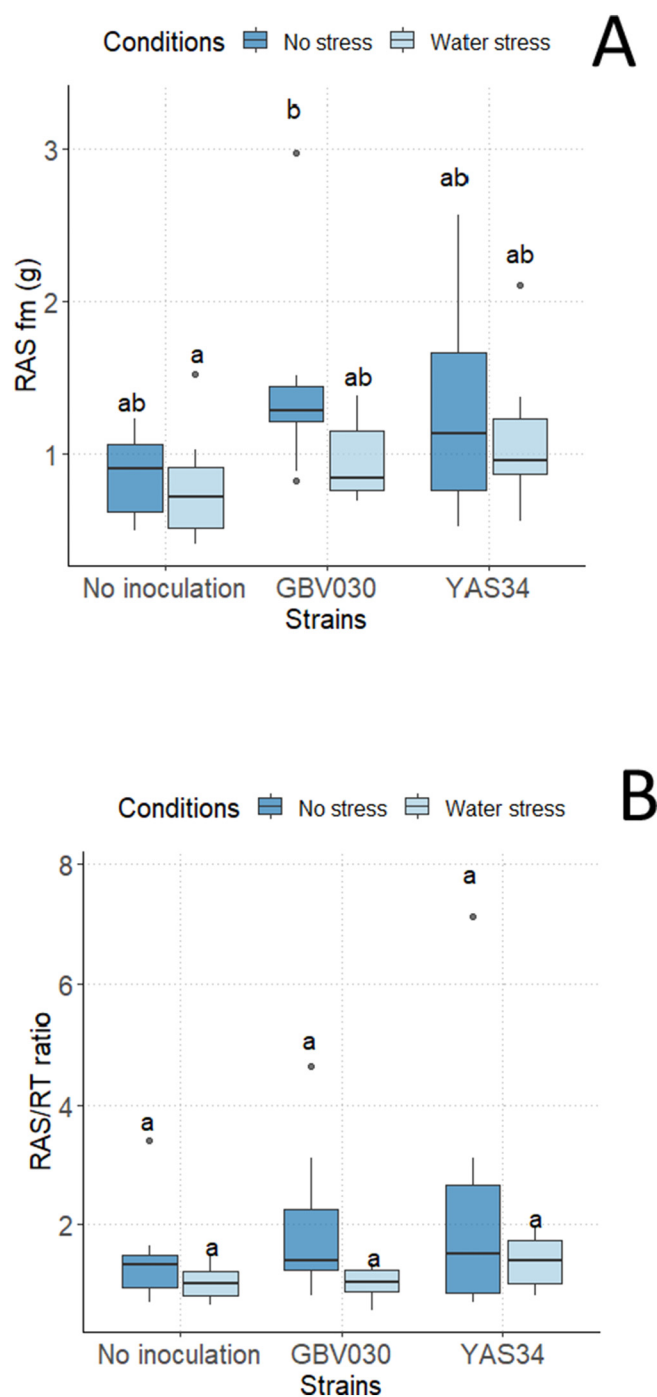 Conditions No stress Water stress A
b
3
ab
ab
2
RAS fm (g)
a
ab
ab
1
No inoculation GBV030 YAS34
Strains
Conditions No stress Water stress B
8
a
6
RAS/RT ratio
a
4
a
2
a
a
a
No inoculation GBV030 YAS34
Strains